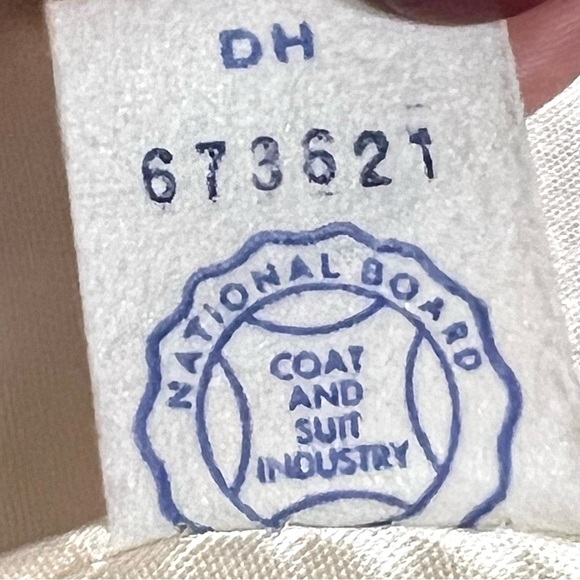 DH
673621
NATIONAL BOARD
COAT
AND
SUIT
INDUSTRY